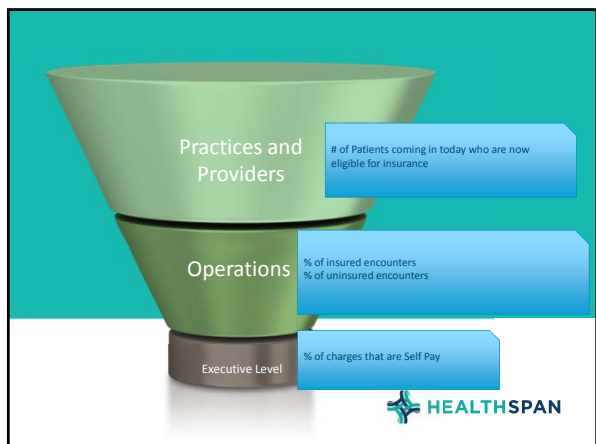 Practices and
Providers
# of Patients coming in today who are now
eligible for insurance
Operations
% of insured encounters
% of uninsured encounters
Executive Level
% of charges that are Self Pay
HEALTHSPAN